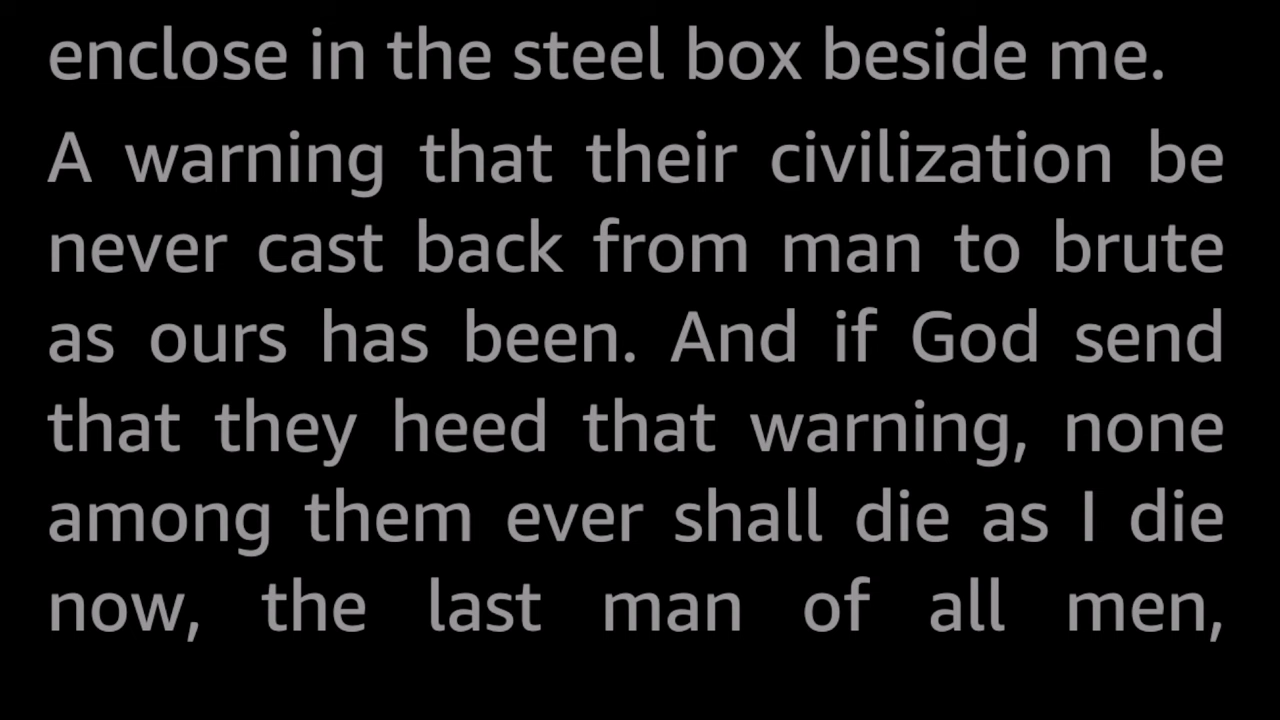 enclose in the steel box beside me.
A warning that their civilization be
never cast back from man to brute
as ours has been. And if God send
that they heed that warning, none
among them ever shall die as I die
now, the last man of all men,